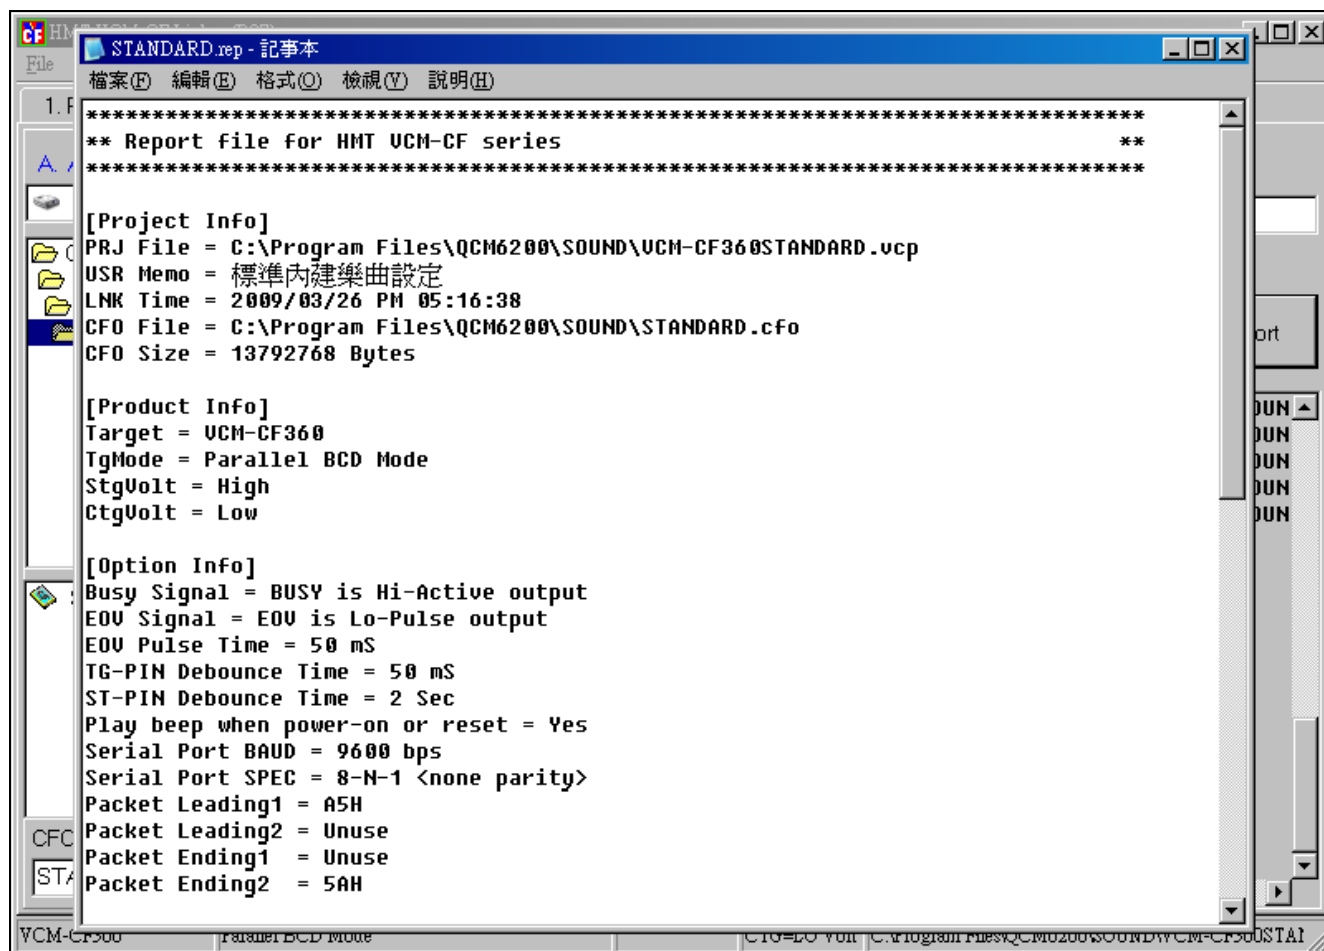 STANDARD.rep - 記事本
File
檔案(F) 編輯(E) 格式(O) 檢視(V) 說明(H)
*******************************************************************************
** Report file for HMT VCM-CF series **
*******************************************************************************
[Project Info]
PRJ File = C:\Program Files\QCM6200\SOUND\VCM-CF360STANDARD.vcp
USR Memo = 標準內建樂曲設定
LNK Time = 2009/03/26 PM 05:16:38
CFO File = C:\Program Files\QCM6200\SOUND\STANDARD.cfo
CFO Size = 13792768 Bytes
[Product Info]
Target = VCM-CF360
TgMode = Parallel BCD Mode
StgVolt = High
CtgVolt = Low
[Option Info]
Busy Signal = BUSY is Hi-Active output
EOV Signal = EOV is Lo-Pulse output
EOV Pulse Time = 50 mS
TG-PIN Debounce Time = 50 mS
ST-PIN Debounce Time = 2 Sec
Play beep when power-on or reset = Yes
Serial Port BAUD = 9600 bps
Serial Port SPEC = 8-N-1 <none parity>
Packet Leading1 = A5H
Packet Leading2 = Unuse
Packet Ending1 = Unuse
Packet Ending2 = 5AH